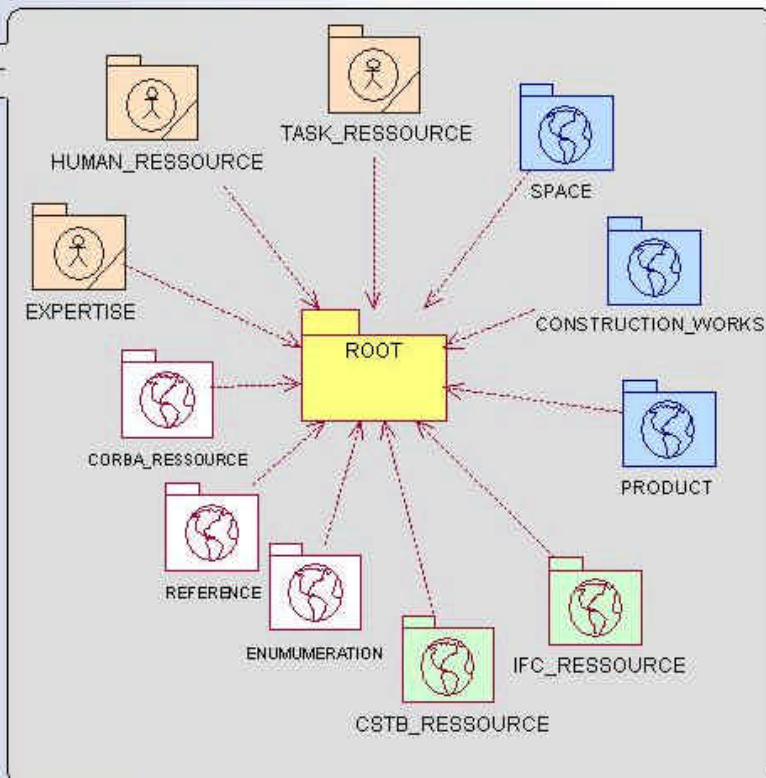 TASK_RESSOURCE
HUMAN_RESSOURCE
SPACE
EXPERTISE
CONSTRUCTION_WORKS
ROOT
CORBA_RESSOURCE
PRODUCT
REFERENCE
ENUMUMERATION
IFC_RESSOURCE
CSTB_RESSOURCE